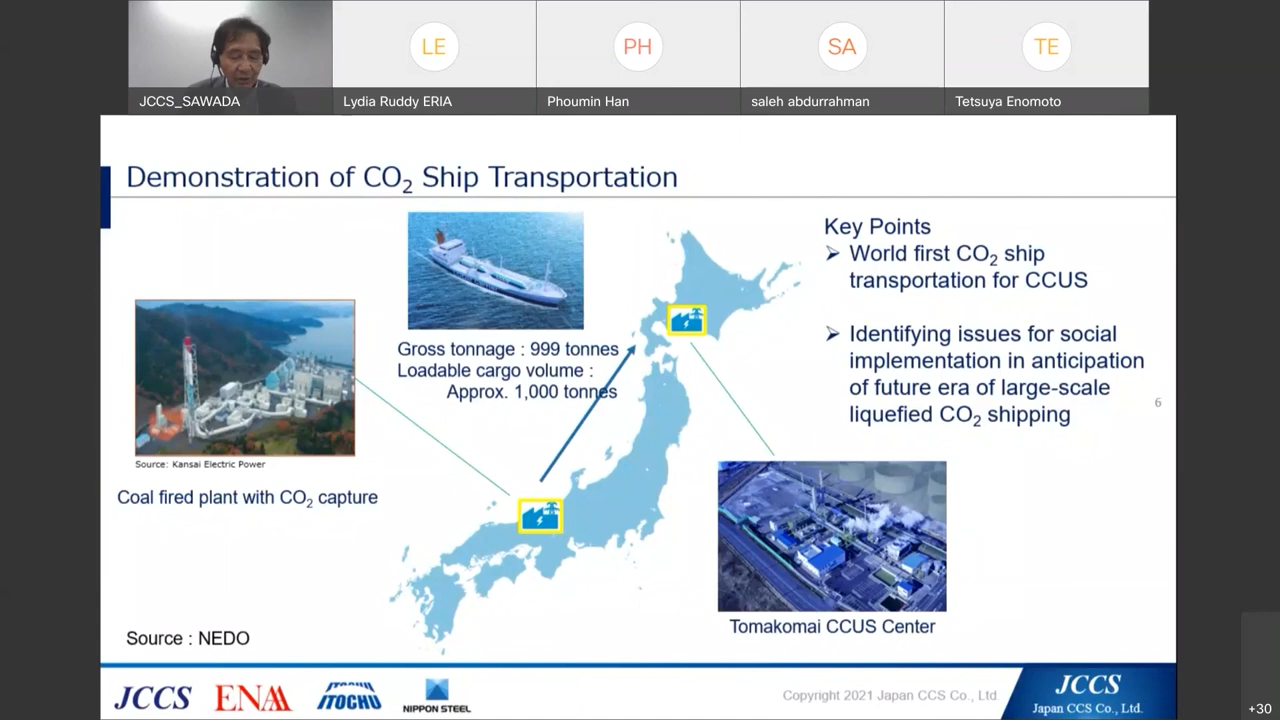 LE
PH
SA
TE
JCCS_SAWADA
Lydia Ruddy ERIA
Phoumin Han
saleh abdurrahman
Tetsuya Enomoto
Demonstration of CO₂ Ship Transportation
Gross tonnage : 999 tonnes
Loadable cargo volume :
Approx. 1,000 tonnes
Source: Kansai Electric Power
Coal fired plant with CO₂ capture
Key Points
➢ World first CO₂ ship
transportation for CCUS
➢ Identifying issues for social
implementation in anticipation
of future era of large-scale
liquefied CO₂ shipping
6
Tomakomai CCUS Center
Source : NEDO
JCCS
ENAA
ITOCHU
NIPPON STEEL
Copyright 2021 Japan CCS Co., Ltd
JCCS
Japan CCS Co., Ltd.
+30